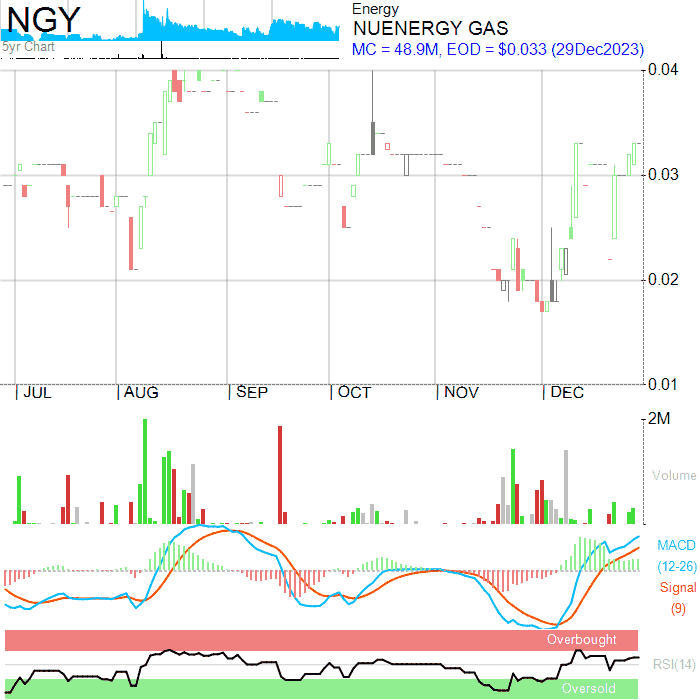 NGY
5yr Chart
Energy
NUENERGY GAS
MC = 48.9M, EOD = $0.033 (29Dec2023)
0.04
0.03
0.02
0.01
JUL AUG SEP OCT NOV DEC
2M
Volume
MACD
(12-26)
Signal
(9)
Overbought
RSI(14)
Oversold